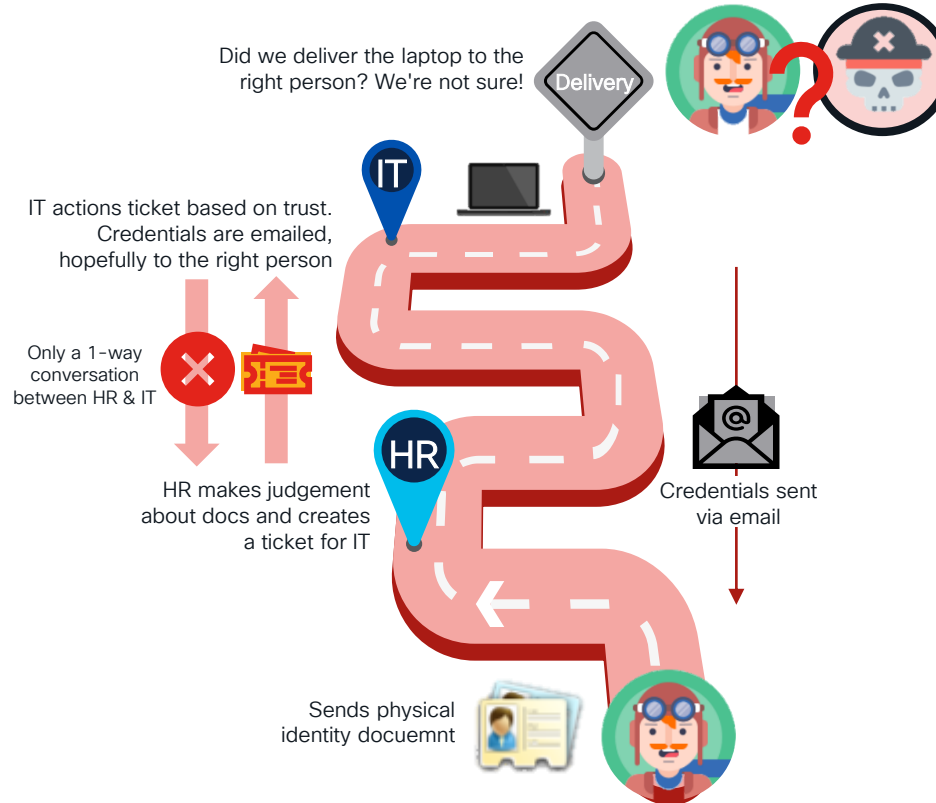 Did we deliver the laptop to the
right person? We're not sure!
Delivery
IT
IT actions ticket based on trust.
Credentials are emailed,
hopefully to the right person
Only a 1-way
conversation
between HR & IT
HR
HR makes judgement
about docs and creates
a ticket for IT
@
Credentials sent
via email
Sends physical
identity docuemnt